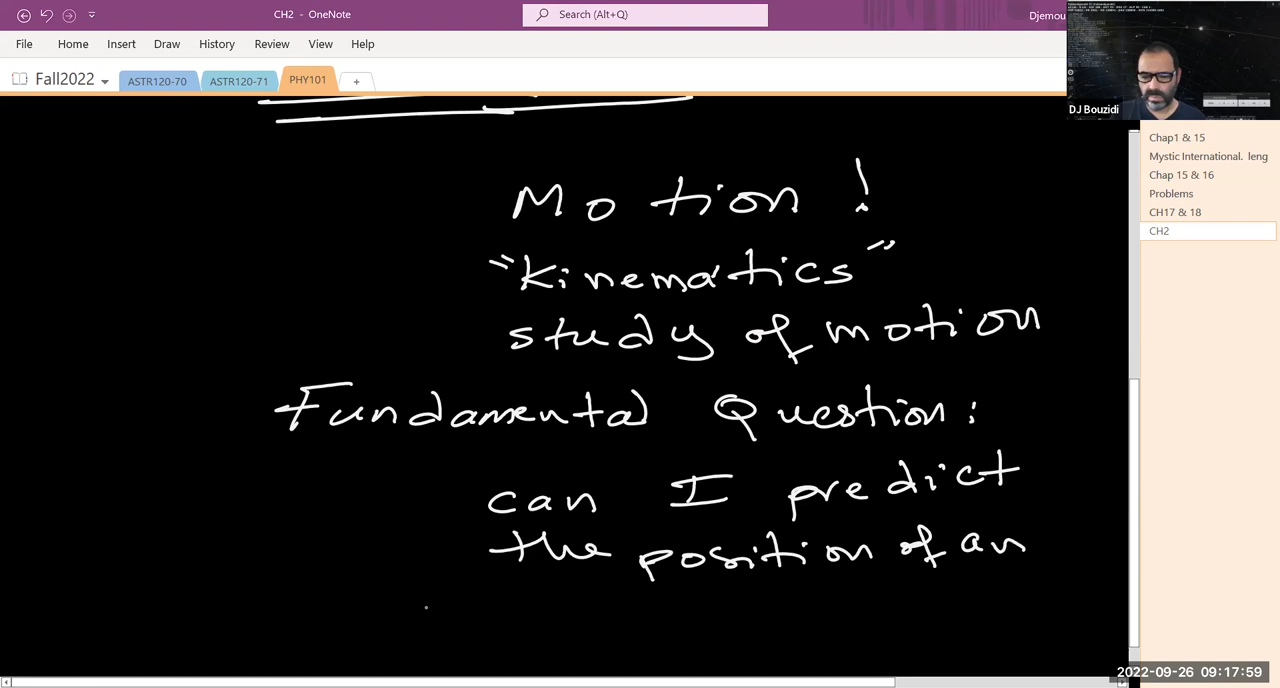 CH2 - OneNote
Search (Alt+Q)
Djemou
File Home Insert Draw History Review View Help
Fall2022 ASTR120-70 ASTR120-71 PHY101 +
DJ Bouzidi
Chap1 & 15
Mystic International. leng
Chap 15 & 16
Problems
CH17 & 18
CH2
Motion !
"Kinematics"
study of motion
Fundamental Question:
can I predict
the position of an
2022-09-26 09:17:59